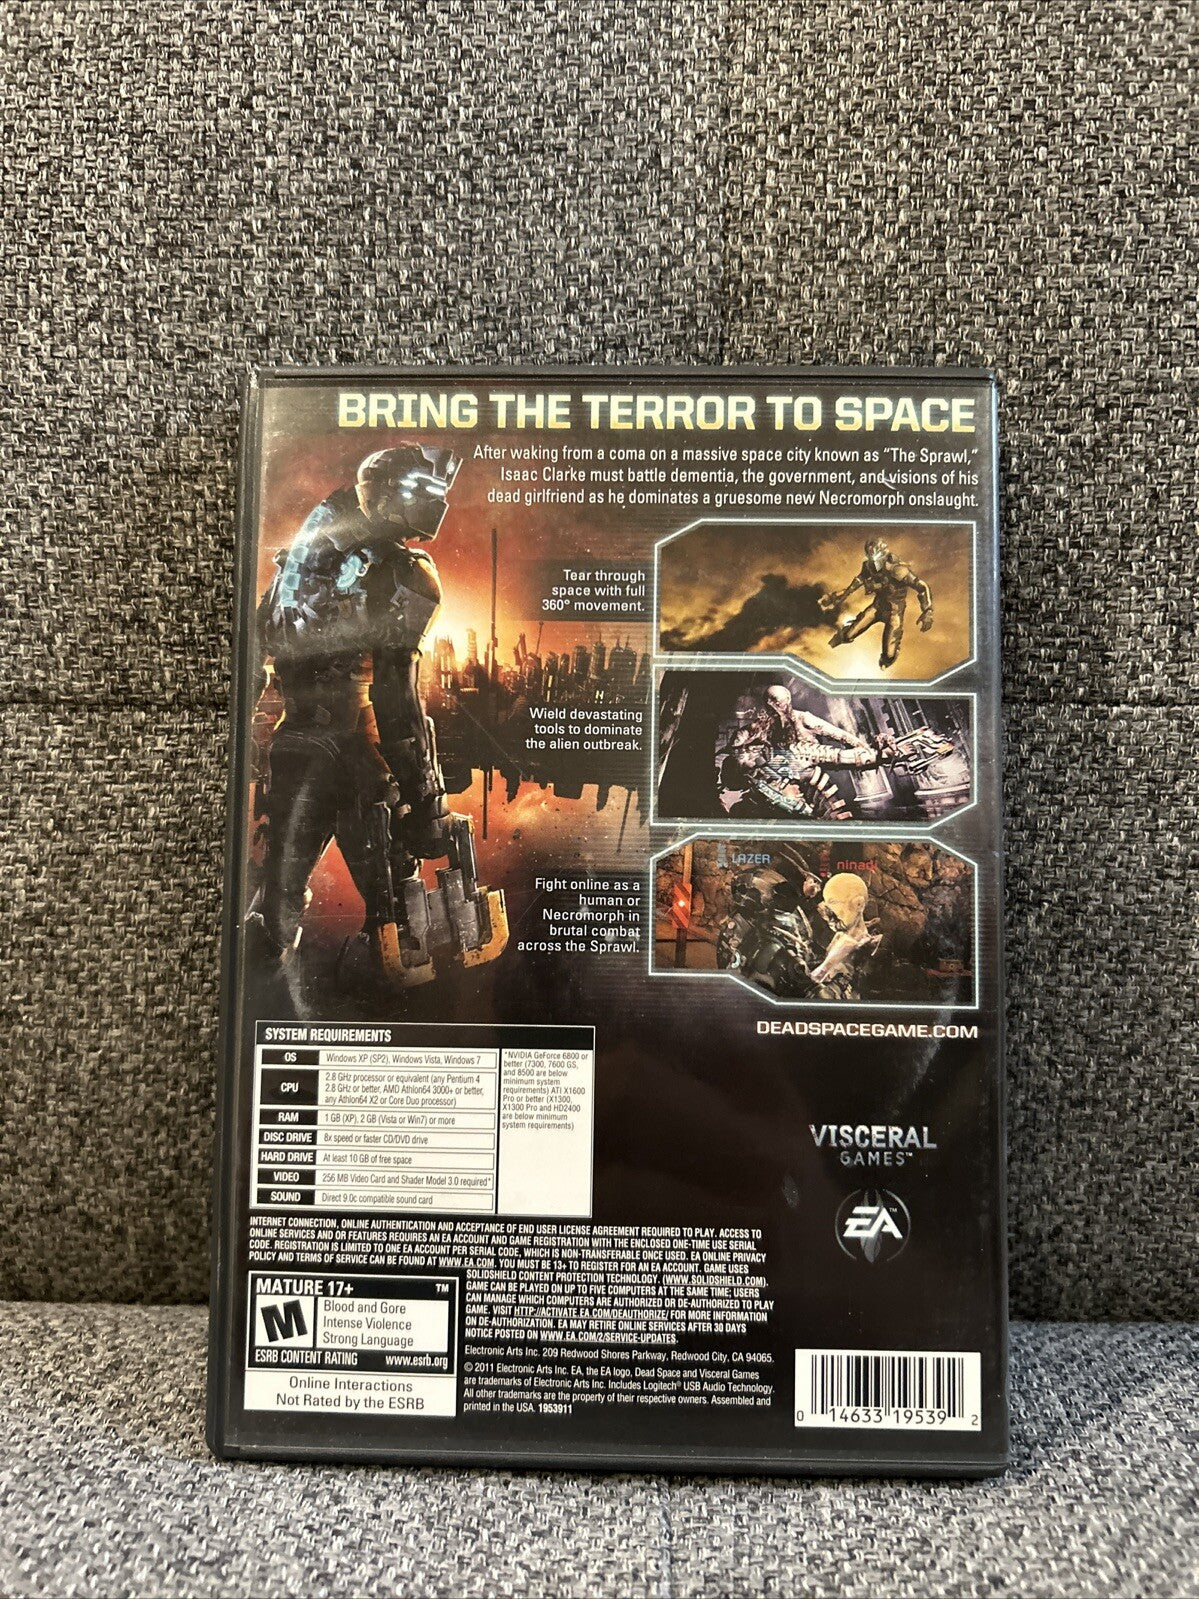 BRING THE TERROR TO SPACE
After waking from a coma on a massive space city known as “The Sprawl,”
Isaac Clarke must battle dementia, the government, and visions of his
dead girlfriend as he dominates a gruesome new Necromorph onslaught.
Tear through
space with full
360° movement.
Wield devastating
tools to dominate
the alien outbreak.
LAZER
ninadi
Fight online as a
human or
Necromorph in
brutal combat
across the Sprawl.
DEADSPACEGAME.COM
SYSTEM REQUIREMENTS
OS Windows XP (SP2), Windows Vista, Windows 7
CPU 2.8 GHz processor or equivalent (any Pentium 4
2.8 GHz or better, AMD Athlon64 3000+ or better,
any Athlon64 X2 or Core Duo processor)
RAM 1 GB (XP), 2 GB (Vista or Win7) or more
DISC DRIVE 8x speed or faster CD/DVD drive
HARD DRIVE At least 10 GB of free space
VIDEO 256 MB Video Card and Shader Model 3.0 required*
SOUND Direct 9.0c compatible sound card
*NVIDIA GeForce 6800 or
better (7300, 7600 GS,
and 8500 are below
minimum system
requirements) ATI X1600
Pro or better (X1300,
X1300 Pro and HD2400
are below minimum
system requirements)
VISCERAL
GAMES™
EA™
INTERNET CONNECTION, ONLINE AUTHENTICATION AND ACCEPTANCE OF END USER LICENSE AGREEMENT REQUIRED TO PLAY. ACCESS TO
ONLINE SERVICES AND OR FEATURES REQUIRES AN EA ACCOUNT AND GAME REGISTRATION WITH THE ENCLOSED ONE-TIME USE SERIAL
CODE. REGISTRATION IS LIMITED TO ONE EA ACCOUNT PER SERIAL CODE, WHICH IS NON-TRANSFERABLE ONCE USED. EA ONLINE PRIVACY
POLICY AND TERMS OF SERVICE CAN BE FOUND AT WWW.EA.COM. YOU MUST BE 13+ TO REGISTER FOR AN EA ACCOUNT. GAME USES
SOLIDSHIELD CONTENT PROTECTION TECHNOLOGY. (WWW.SOLIDSHIELD.COM).
GAME CAN BE PLAYED ON UP TO FIVE COMPUTERS AT THE SAME TIME; USERS
CAN MANAGE WHICH COMPUTERS ARE AUTHORIZED OR DE-AUTHORIZED TO PLAY
GAME. VISIT HTTP://ACTIVATE.EA.COM/DEAUTHORIZE/ FOR MORE INFORMATION
ON DE-AUTHORIZATION. EA MAY RETIRE ONLINE SERVICES AFTER 30 DAYS
NOTICE POSTED ON WWW.EA.COM/2/SERVICE-UPDATES.
MATURE 17+ ™
M
Blood and Gore
Intense Violence
Strong Language
ESRB CONTENT RATING www.esrb.org
Online Interactions
Not Rated by the ESRB
Electronic Arts Inc. 209 Redwood Shores Parkway, Redwood City, CA 94065.
© 2011 Electronic Arts Inc. EA, the EA logo, Dead Space and Visceral Games
are trademarks of Electronic Arts Inc. Includes Logitech® USB Audio Technology.
All other trademarks are the property of their respective owners. Assembled and
printed in the USA. 1953911
0 14633 19539 2